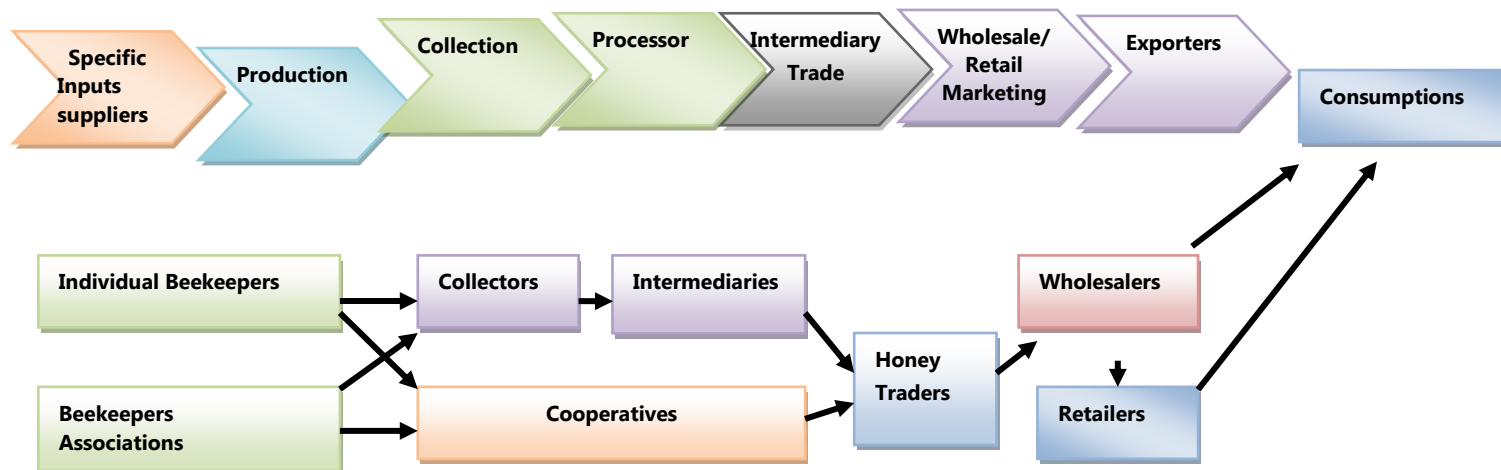 Specific
Inputs
suppliers
Production
Collection
Processor
Intermediary
Trade
Wholesale/
Retail
Marketing
Exporters
Consumptions
Individual Beekeepers
Collectors
Intermediaries
Wholesalers
Honey
Traders
Beekeepers
Associations
Cooperatives
Retailers